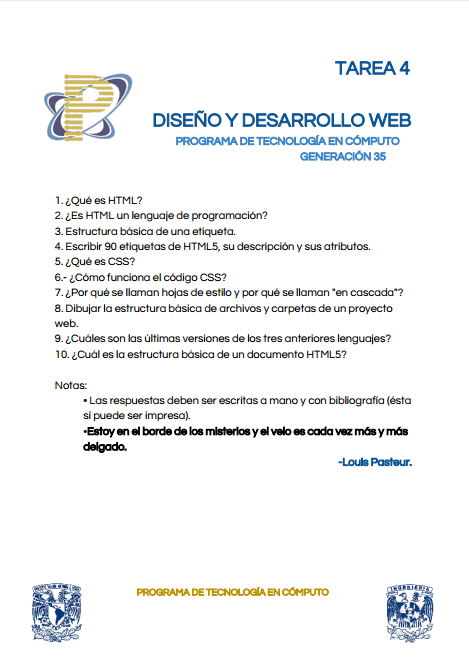 TAREA 4
DISEÑO Y DESARROLLO WEB
PROGRAMA DE TECNOLOGÍA EN CÓMPUTO
GENERACIÓN 35
1. ¿Qué es HTML?
2. ¿Es HTML un lenguaje de programación?
3. Estructura básica de una etiqueta.
4. Escribir 90 etiquetas de HTML5, su descripción y sus atributos.
5. ¿Qué es CSS?
6.- ¿Cómo funciona el código CSS?
7. ¿Por qué se llaman hojas de estilo y por qué se llaman "en cascada"?
8. Dibujar la estructura básica de archivos y carpetas de un proyecto
web.
9. ¿Cuáles son las últimas versiones de los tres anteriores lenguajes?
10. ¿Cuál es la estructura básica de un documento HTML5?
Notas:
• Las respuestas deben ser escritas a mano y con bibliografía (ésta
sí puede ser impresa).
•Estoy en el borde de los misterios y el velo es cada vez más y más
delgado.
-Louis Pasteur.
PROGRAMA DE TECNOLOGÍA EN CÓMPUTO
INGENIERIA